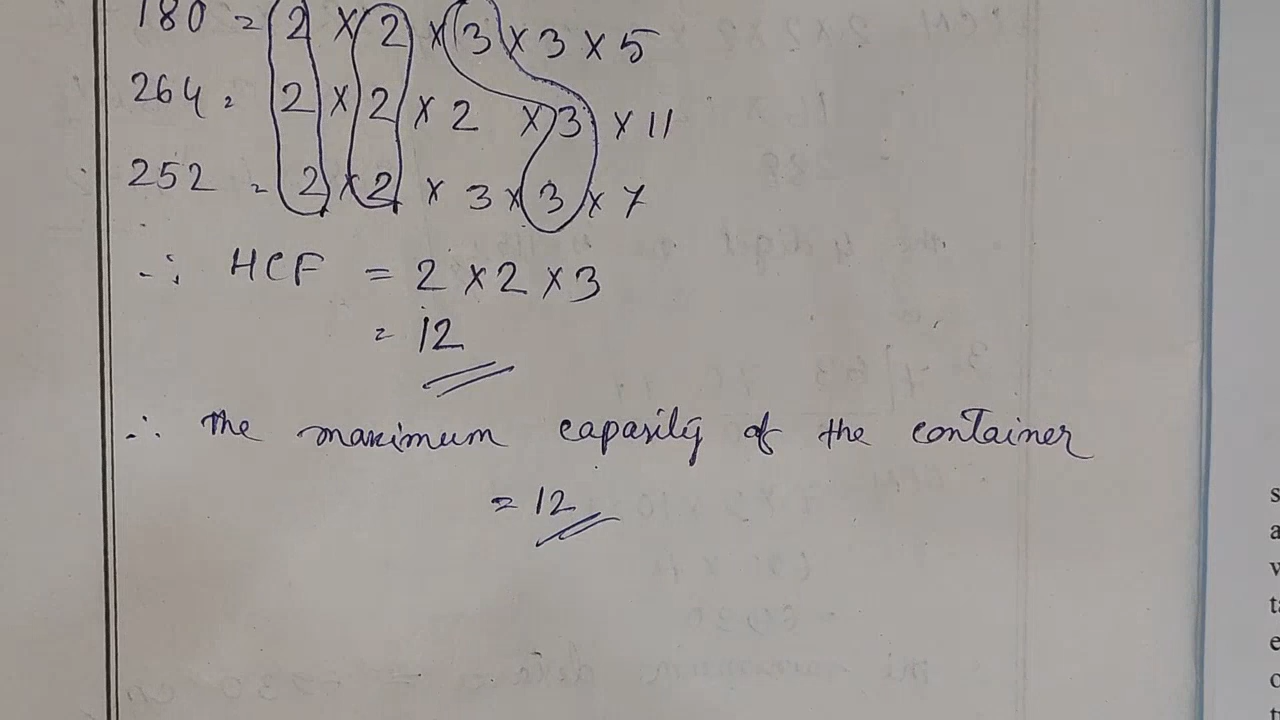 180 = 2 × 2 × 3 × 3 × 5
264 = 2 × 2 × 2 × 3 × 11
252 = 2 × 2 × 3 × 3 × 7
∴ HCF = 2 × 2 × 3
= 12
∴ The maximum capasity of the container
= 12